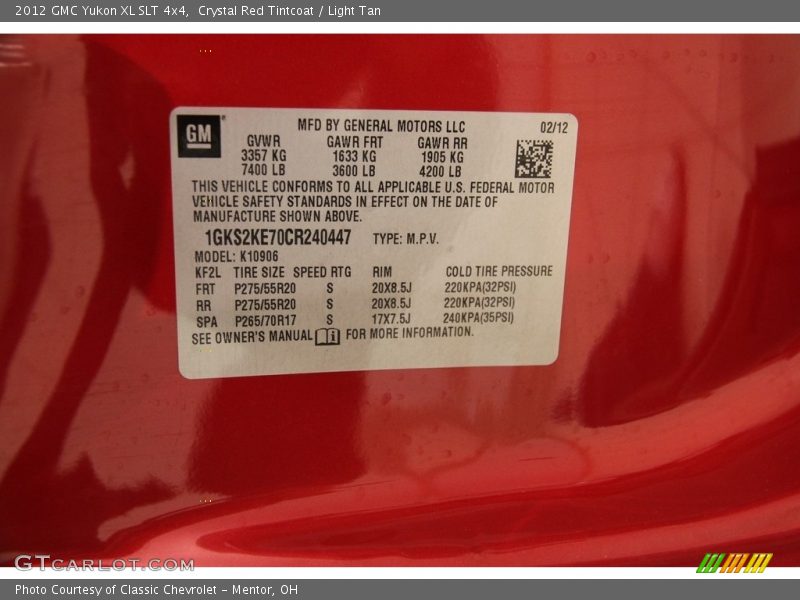 2012 GMC Yukon XL SLT 4x4,  Crystal Red Tintcoat / Light Tan
GM
MFD BY GENERAL MOTORS LLC 02/12
GVWR GAWR FRT GAWR RR
3357 KG 1633 KG 1905 KG
7400 LB 3600 LB 4200 LB
THIS VEHICLE CONFORMS TO ALL APPLICABLE U.S. FEDERAL MOTOR
VEHICLE SAFETY STANDARDS IN EFFECT ON THE DATE OF
MANUFACTURE SHOWN ABOVE.
1GKS2KE70CR240447 TYPE: M.P.V.
MODEL: K10906
KF2L TIRE SIZE SPEED RTG RIM COLD TIRE PRESSURE
FRT P275/55R20 S 20X8.5J 220KPA(32PSI)
RR P275/55R20 S 20X8.5J 220KPA(32PSI)
SPA P265/70R17 S 17X7.5J 240KPA(35PSI)
SEE OWNER'S MANUAL i FOR MORE INFORMATION.
GTCARLOT.COM
Photo Courtesy of Classic Chevrolet - Mentor, OH